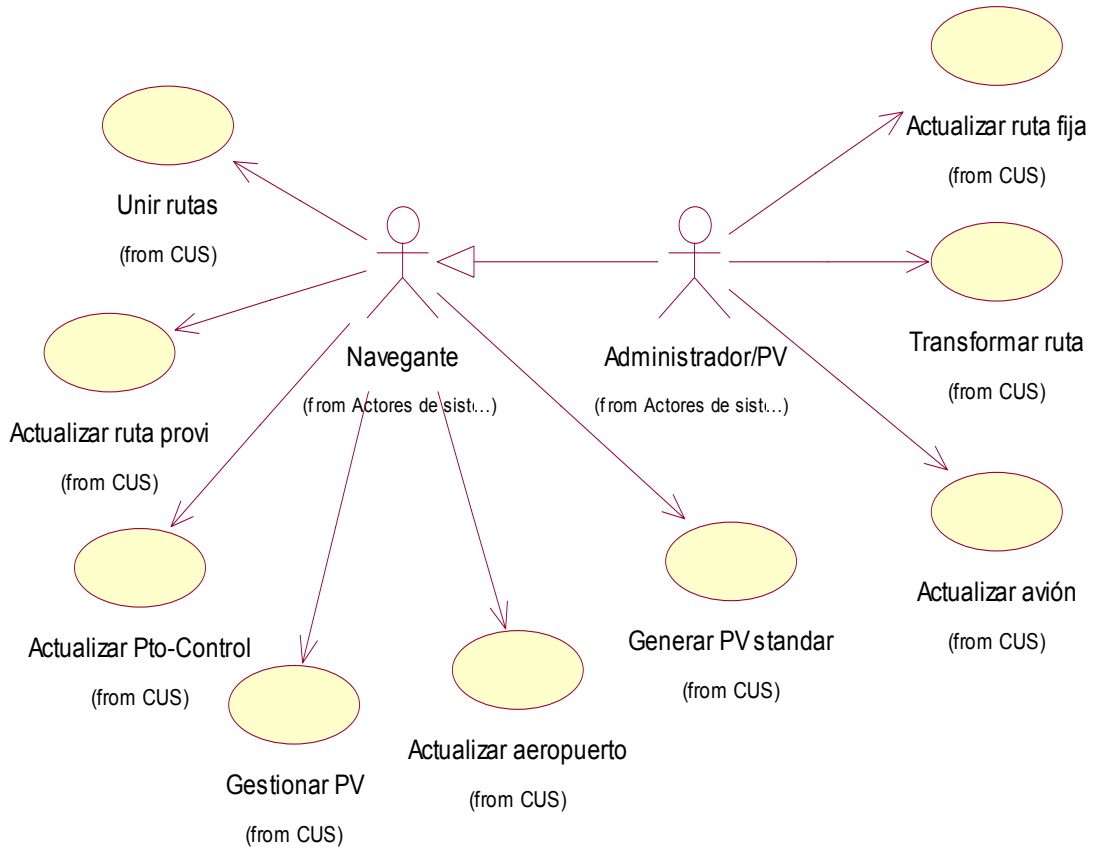 Actualizar ruta fija
(from CUS)
Unir rutas
(from CUS)
Transformar ruta
(from CUS)
Navegante
(from Actores de sist...)
Administrador/PV
(from Actores de sist...)
Actualizar ruta provi
(from CUS)
Actualizar avión
(from CUS)
Actualizar Pto-Control
(from CUS)
Generar PV standar
(from CUS)
Actualizar aeropuerto
(from CUS)
Gestionar PV
(from CUS)